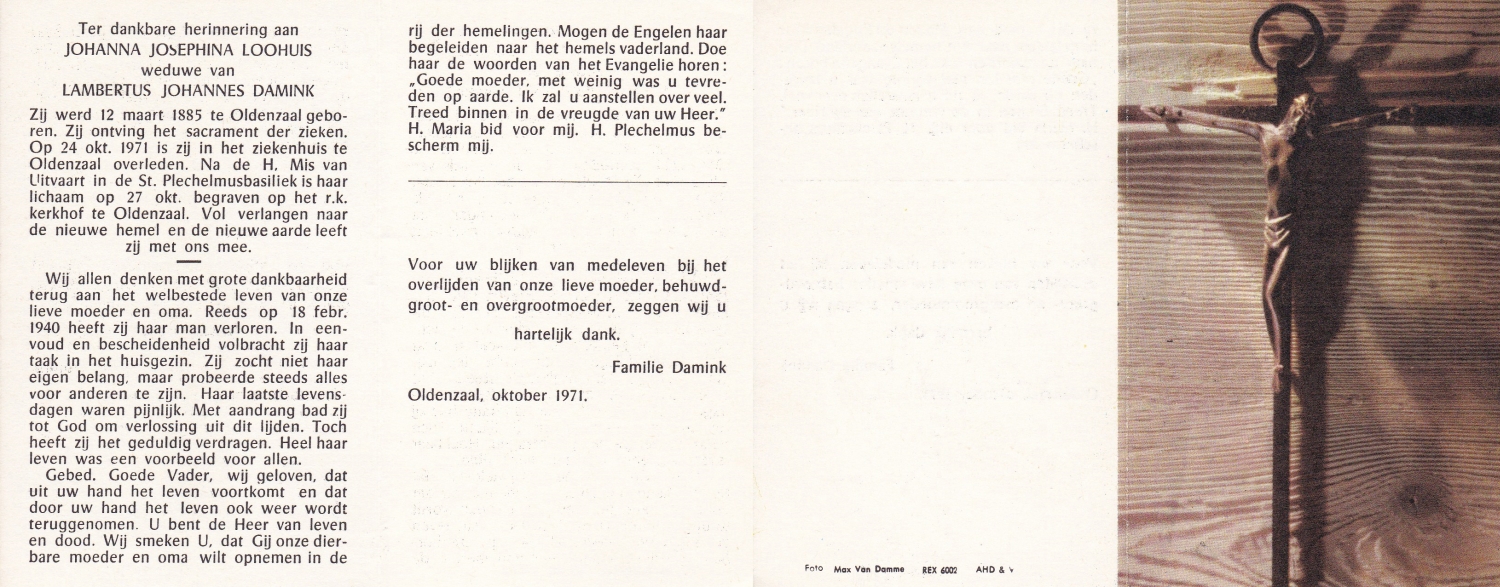 Ter dankbare herinnering aan
JOHANNA JOSEPHINA LOOHUIS
weduwe van
LAMBERTUS JOHANNES DAMINK
Zij werd 12 maart 1885 te Oldenzaal gebo-
ren. Zij ontving het sacrament der zieken.
Op 24 okt. 1971 is zij in het ziekenhuis te
Oldenzaal overleden. Na de H. Mis van
Uitvaart in de St. Plechelmusbasiliek is haar
lichaam op 27 okt. begraven op het r.k.
kerkhof te Oldenzaal. Vol verlangen naar
de nieuwe hemel en de nieuwe aarde leeft
zij met ons mee.
Wij allen denken met grote dankbaarheid
terug aan het welbestede leven van onze
lieve moeder en oma. Reeds op 18 febr.
1940 heeft zij haar man verloren. In een-
voud en bescheidenheid volbracht zij haar
taak in het huisgezin. Zij zocht niet haar
eigen belang, maar probeerde steeds alles
voor anderen te zijn. Haar laatste levens-
dagen waren pijnlijk. Met aandrang bad zij
tot God om verlossing uit dit lijden. Toch
heeft zij het geduldig verdragen. Heel haar
leven was een voorbeeld voor allen.
Gebed. Goede Vader, wij geloven, dat
uit uw hand het leven voortkomt en dat
door uw hand het leven ook weer wordt
teruggenomen. U bent de Heer van leven
en dood. Wij smeken U, dat Gij onze dier-
bare moeder en oma wilt opnemen in de
rij der hemelingen. Mogen de Engelen haar
begeleiden naar het hemels vaderland. Doe
haar de woorden van het Evangelie horen :
„Goede moeder, met weinig was u tevre-
den op aarde. Ik zal u aanstellen over veel.
Treed binnen in de vreugde van uw Heer.”
H. Maria bid voor mij. H. Plechelmus be-
scherm mij.
Voor uw blijken van medeleven bij het
overlijden van onze lieve moeder, behuwd-
groot- en overgrootmoeder, zeggen wij u
hartelijk dank.
Familie Damink
Oldenzaal, oktober 1971.
Foto Max Van Damme REX 6002 AHD &